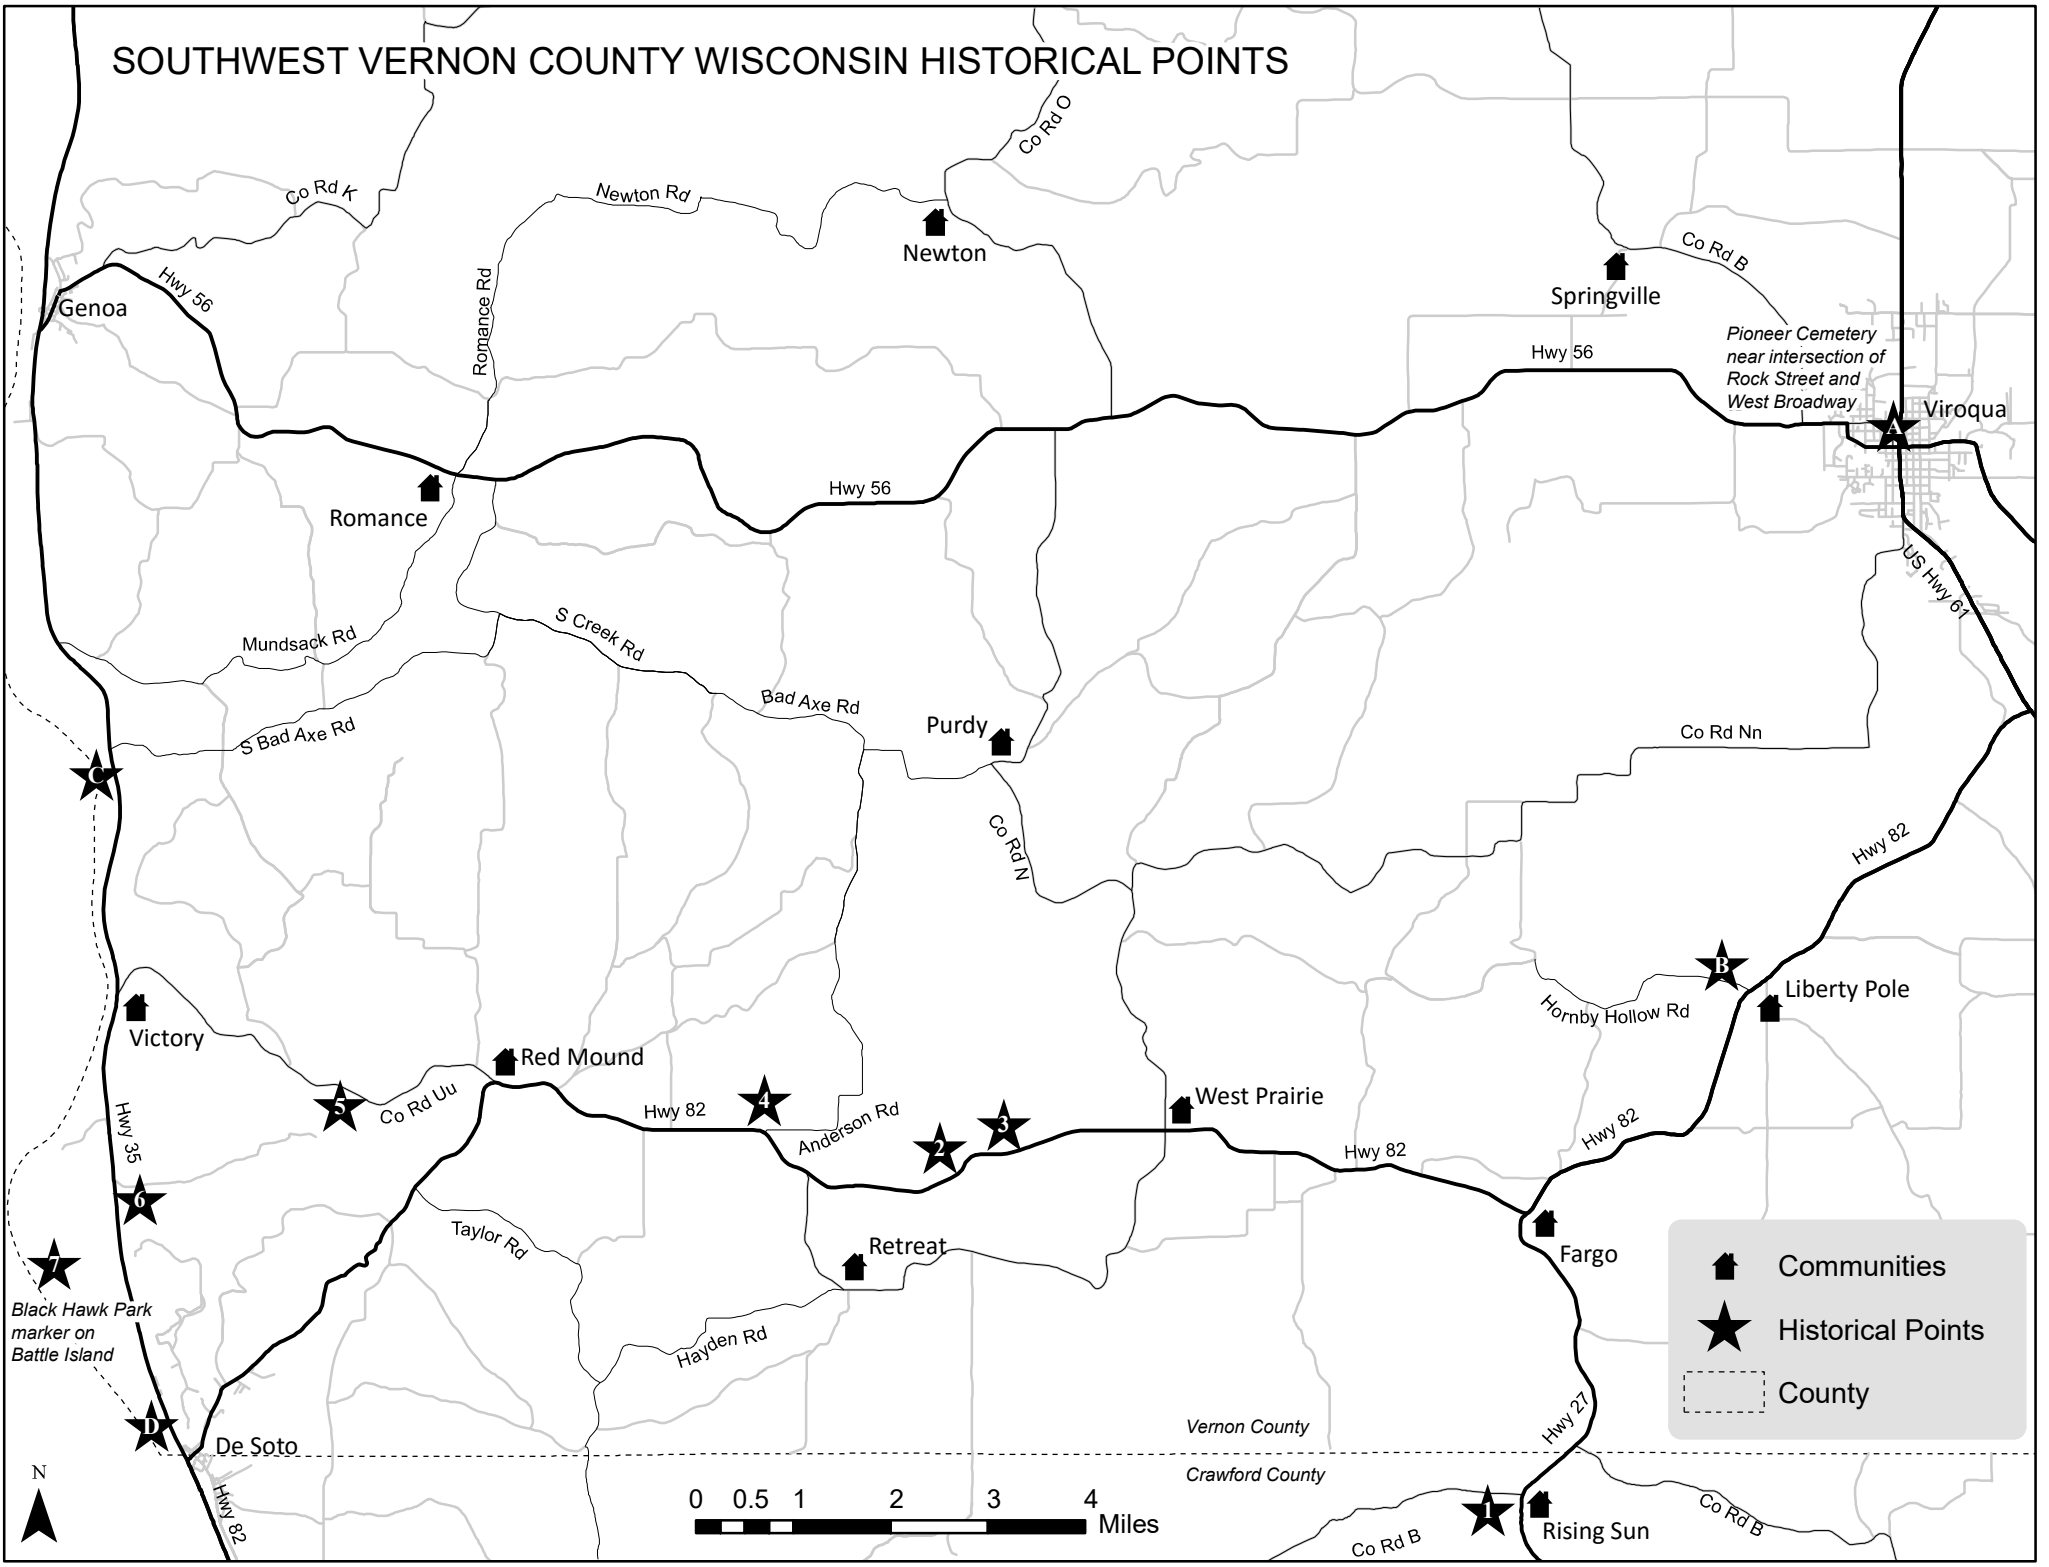 SOUTHWEST VERNON COUNTY WISCONSIN HISTORICAL POINTS
Co Rd O
Co Rd K
Newton Rd
Newton
Co Rd B
Hwy 56
Genoa
Romance Rd
Springville
Pioneer Cemetery
near intersection of
Rock Street and
West Broadway
Hwy 56
Viroqua
A
Hwy 56
Romance
US Hwy 61
Mundsack Rd
S Creek Rd
Bad Axe Rd
S Bad Axe Rd
Purdy
Co Rd Nn
C
Co Rd N
Hwy 82
B
Liberty Pole
Hornby Hollow Rd
Victory
Red Mound
5
Co Rd Uu
4
Hwy 82
Anderson Rd
3
2
West Prairie
Hwy 82
Hwy 82
Hwy 35
6
Taylor Rd
Retreat
Fargo
7
Black Hawk Park
marker on
Battle Island
Hayden Rd
Communities
Historical Points
County
D
De Soto
Hwy 27
Vernon County
Crawford County
N
Hwy 82
0 0.5 1 2 3 4
Miles
1
Rising Sun
Co Rd B
Co Rd B